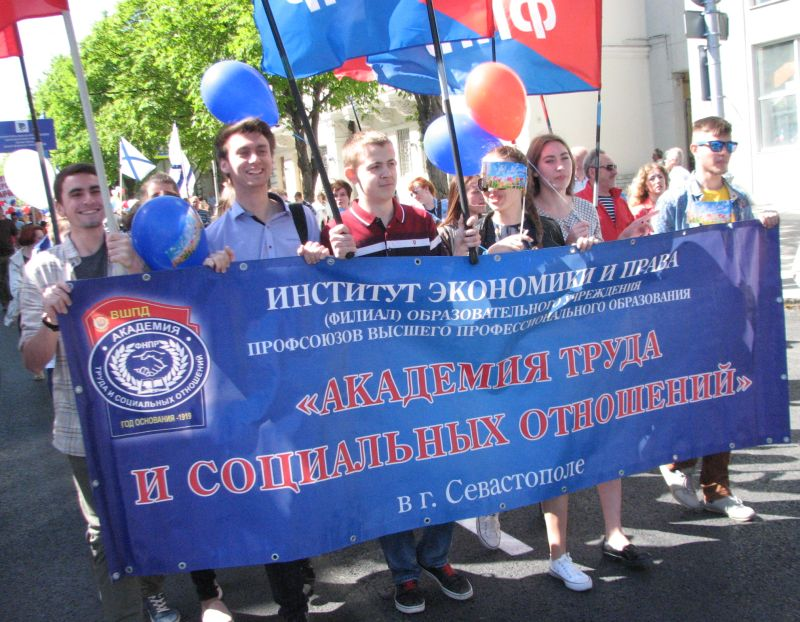 ИНСТИТУТ ЭКОНОМИКИ И ПРАВА
(ФИЛИАЛ) ОБРАЗОВАТЕЛЬНОГО УЧРЕЖДЕНИЯ
ПРОФСОЮЗОВ ВЫСШЕГО ПРОФЕССИОНАЛЬНОГО ОБРАЗОВАНИЯ
«АКАДЕМИЯ ТРУДА
И СОЦИАЛЬНЫХ ОТНОШЕНИЙ»
в г. Севастополе
ВШПД
АКАДЕМИЯ
ФНПР
ТРУДА И СОЦИАЛЬНЫХ ОТНОШЕНИЙ
ГОД ОСНОВАНИЯ -1919